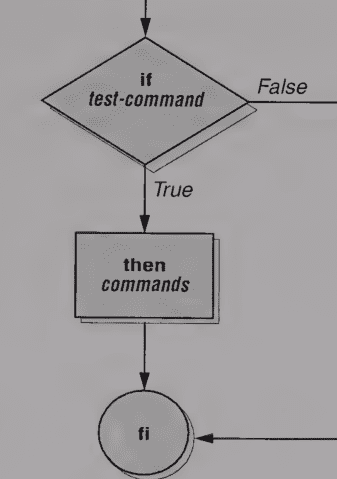 if
test-command
False
True
then
commands
fi